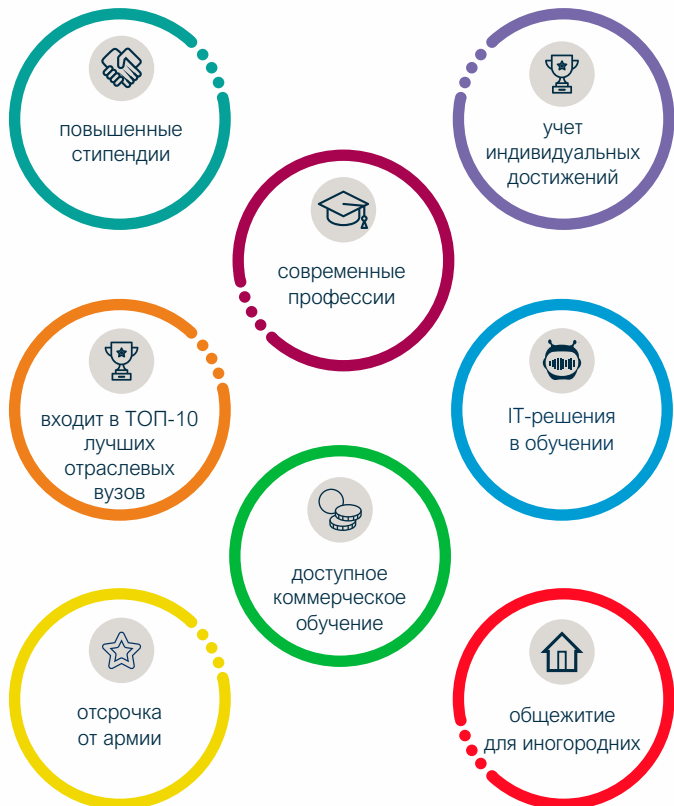 повышенные
стипендии
учет
индивидуальных
достижений
современные
профессии
входит в ТОП-10
лучших
отраслевых
вузов
IT-решения
в обучении
доступное
коммерческое
обучение
отсрочка
от армии
общежитие
для иногородних